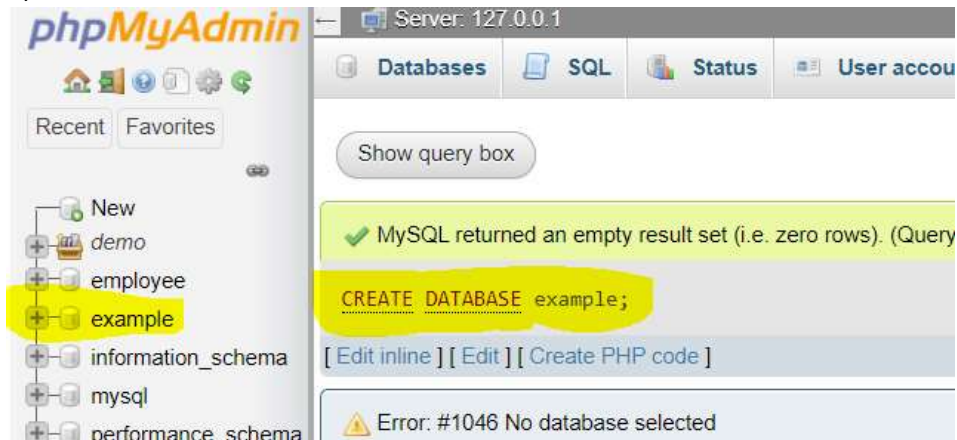 phpMyAdmin
Recent Favorites
New
demo
employee
example
information_schema
mysql
performance_schema
Server: 127.0.0.1
Databases SQL Status User accou
Show query box
MySQL returned an empty result set (i.e. zero rows). (Query
CREATE DATABASE example;
[ Edit inline ] [ Edit ] [ Create PHP code ]
Error: #1046 No database selected